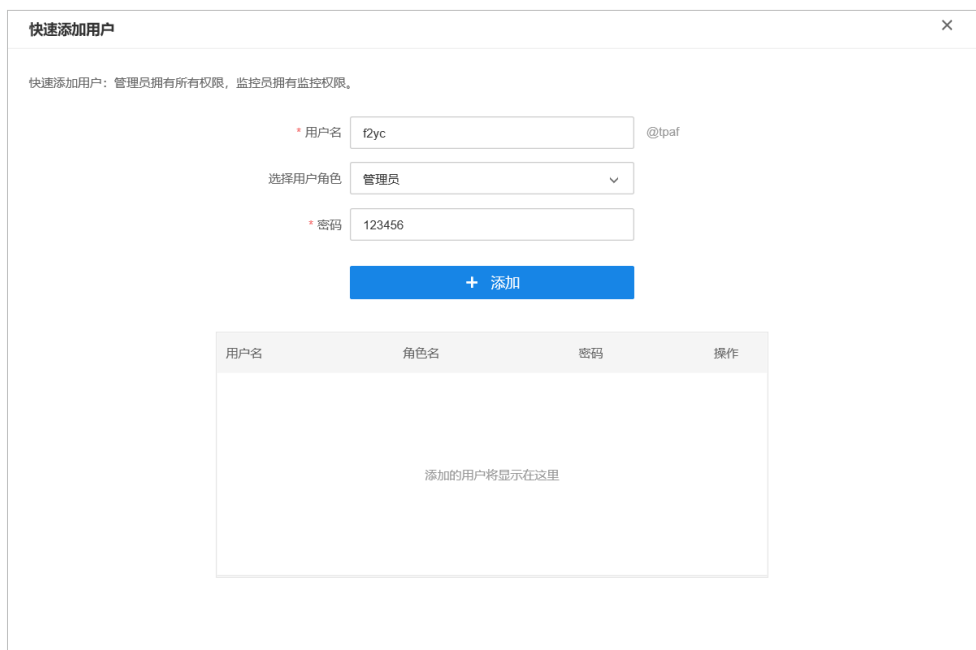 快速添加用户
快速添加用户：管理员拥有所有权限，监控员拥有监控权限。
* 用户名 f2yc @tpaf
选择用户角色 管理员
* 密码 123456
+ 添加
用户名 角色名 密码 操作
添加的用户将显示在这里